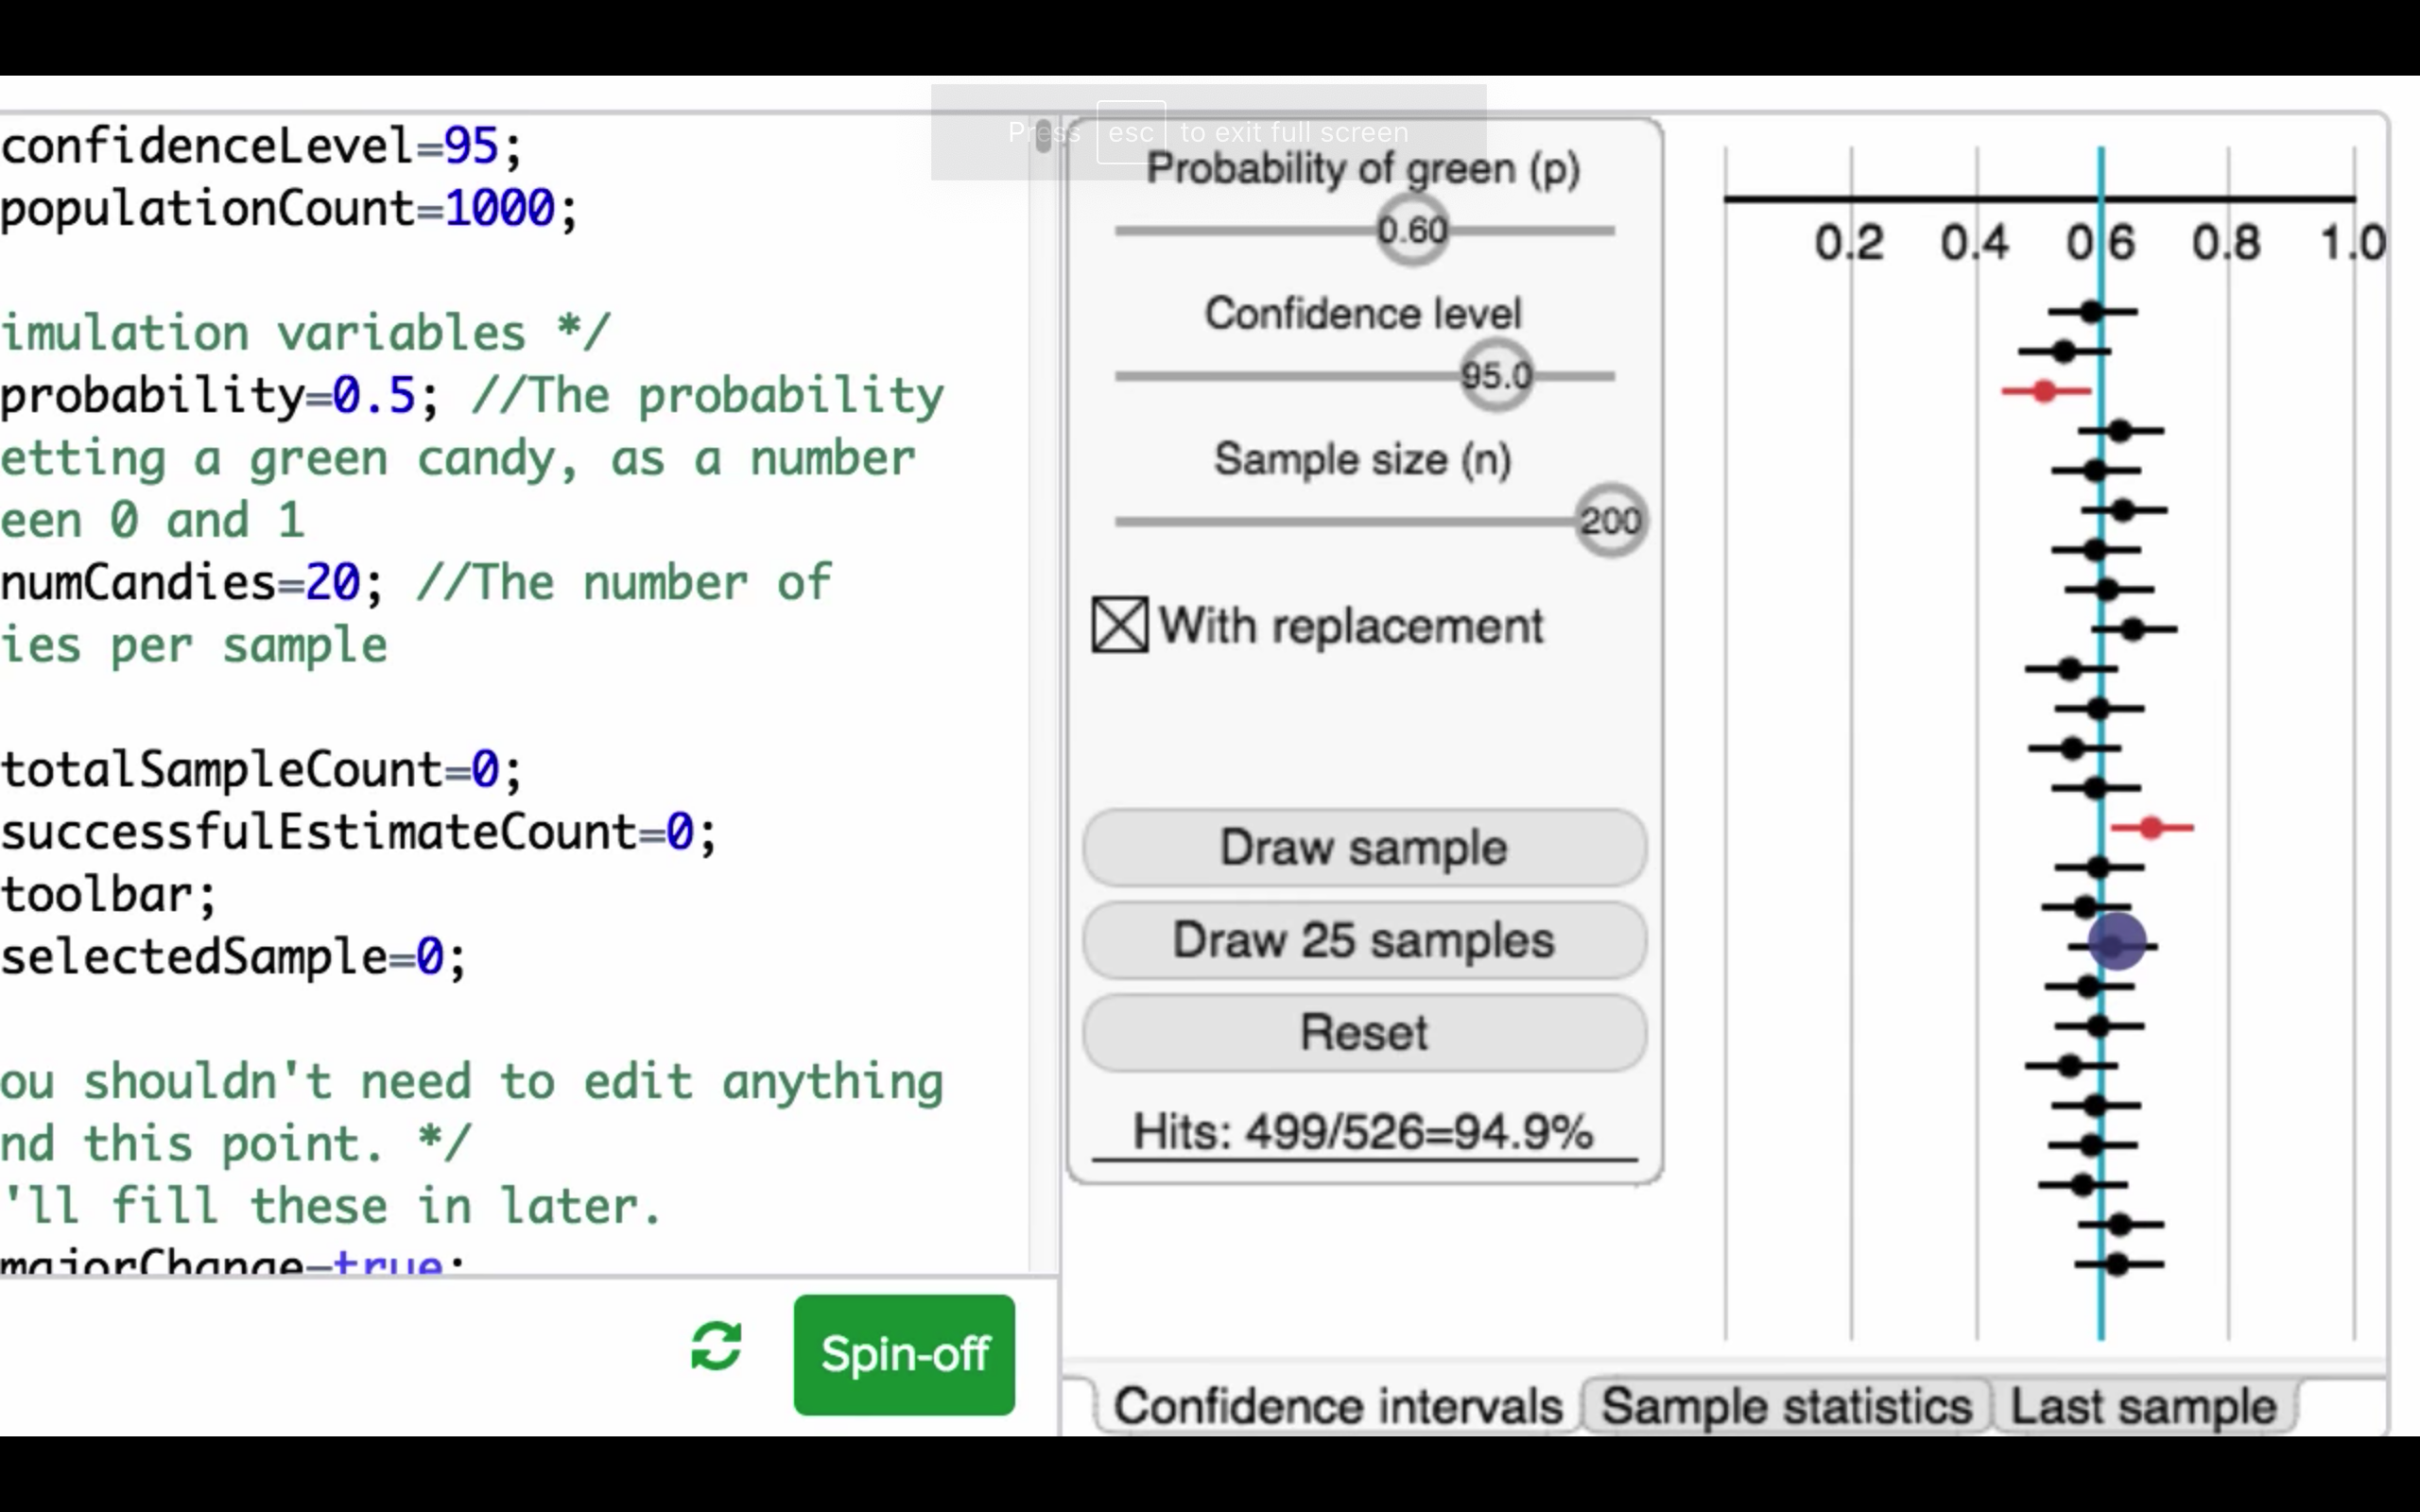 Press esc to exit full screen
confidenceLevel=95;
populationCount=1000;
imulation variables */
probability=0.5; //The probability
etting a green candy, as a number
een 0 and 1
numCandies=20; //The number of
ies per sample
totalSampleCount=0;
successfulEstimateCount=0;
toolbar;
selectedSample=0;
ou shouldn't need to edit anything
nd this point. */
'll fill these in later.
majorChange=true;
Spin-off
Probability of green (p)
0.60
Confidence level
95.0
Sample size (n)
200
With replacement
Draw sample
Draw 25 samples
Reset
Hits: 499/526=94.9%
0.2 0.4 0.6 0.8 1.0
Confidence intervals
Sample statistics
Last sample